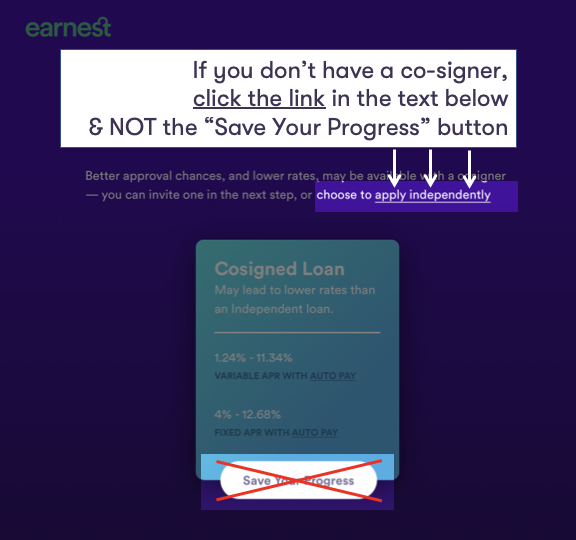 earnest
If you don't have a co-signer,
click the link in the text below
& NOT the “Save Your Progress” button
Better approval chances, and lower rates, may be available with a cosigner
— you can invite one in the next step, or choose to apply independently
Cosigned Loan
May lead to lower rates than
an Independent loan.
1.24% - 11.34%
VARIABLE APR WITH AUTO PAY
4% - 12.68%
FIXED APR WITH AUTO PAY
Save Your Progress